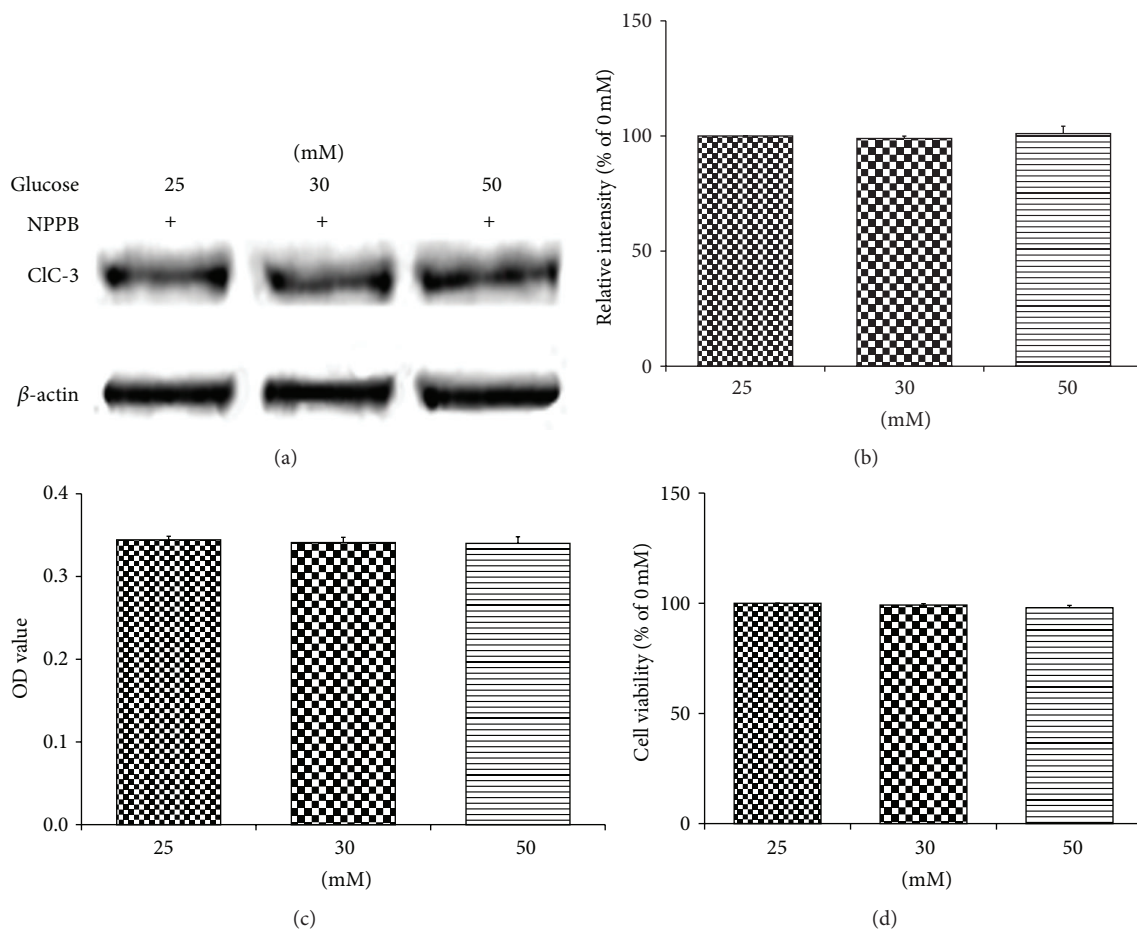 (mM)
Glucose 25 30 50
NPPB + + +
ClC-3
β-actin
(a)
150
100
50
0
Relative intensity (% of 0 mM)
25 30 50
(mM)
(b)
0.4
0.3
0.2
0.1
0.0
OD value
25 30 50
(mM)
(c)
150
100
50
0
Cell viability (% of 0 mM)
25 30 50
(mM)
(d)